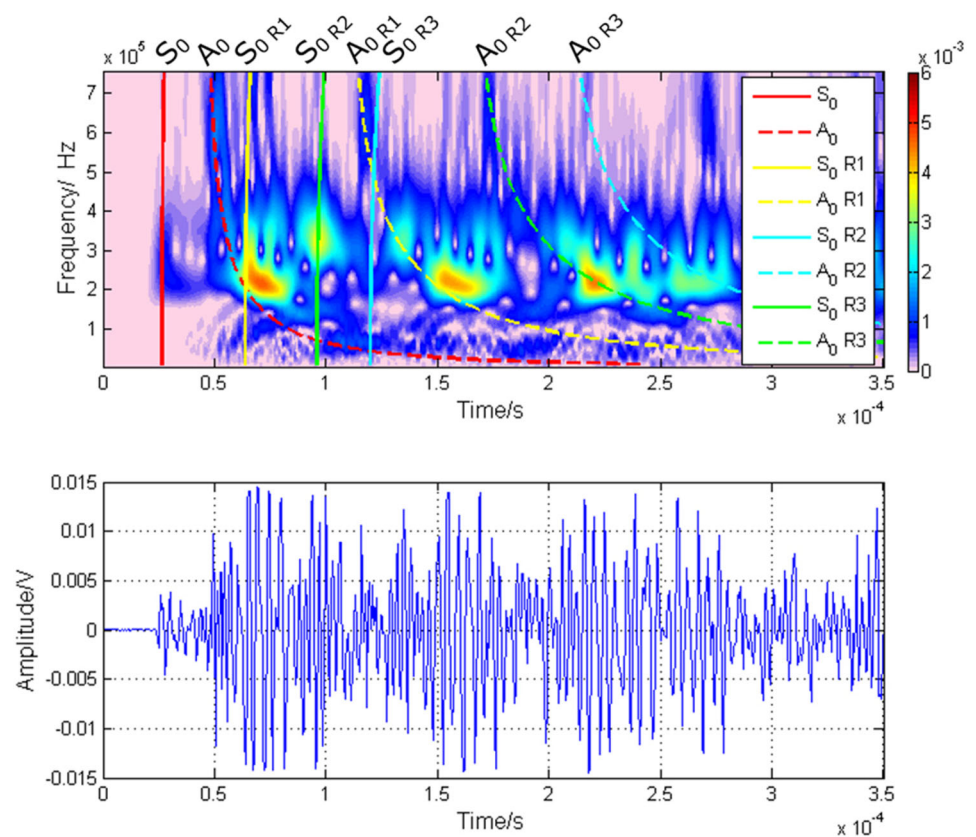 S0 A0 S0 R1 S0 R2 A0 R1 S0 R3 A0 R2 A0 R3
x 10^5
x 10^-3
7
6
5
4
3
2
1
Frequency/ Hz
S0
A0
S0 R1
A0 R1
S0 R2
A0 R2
S0 R3
A0 R3
6
5
4
3
2
1
0
0 0.5 1 1.5 2 2.5 3 3.5
Time/s
x 10^-4
0.015
0.01
0.005
0
-0.005
-0.01
-0.015
Amplitude/V
0 0.5 1 1.5 2 2.5 3 3.5
Time/s
x 10^-4